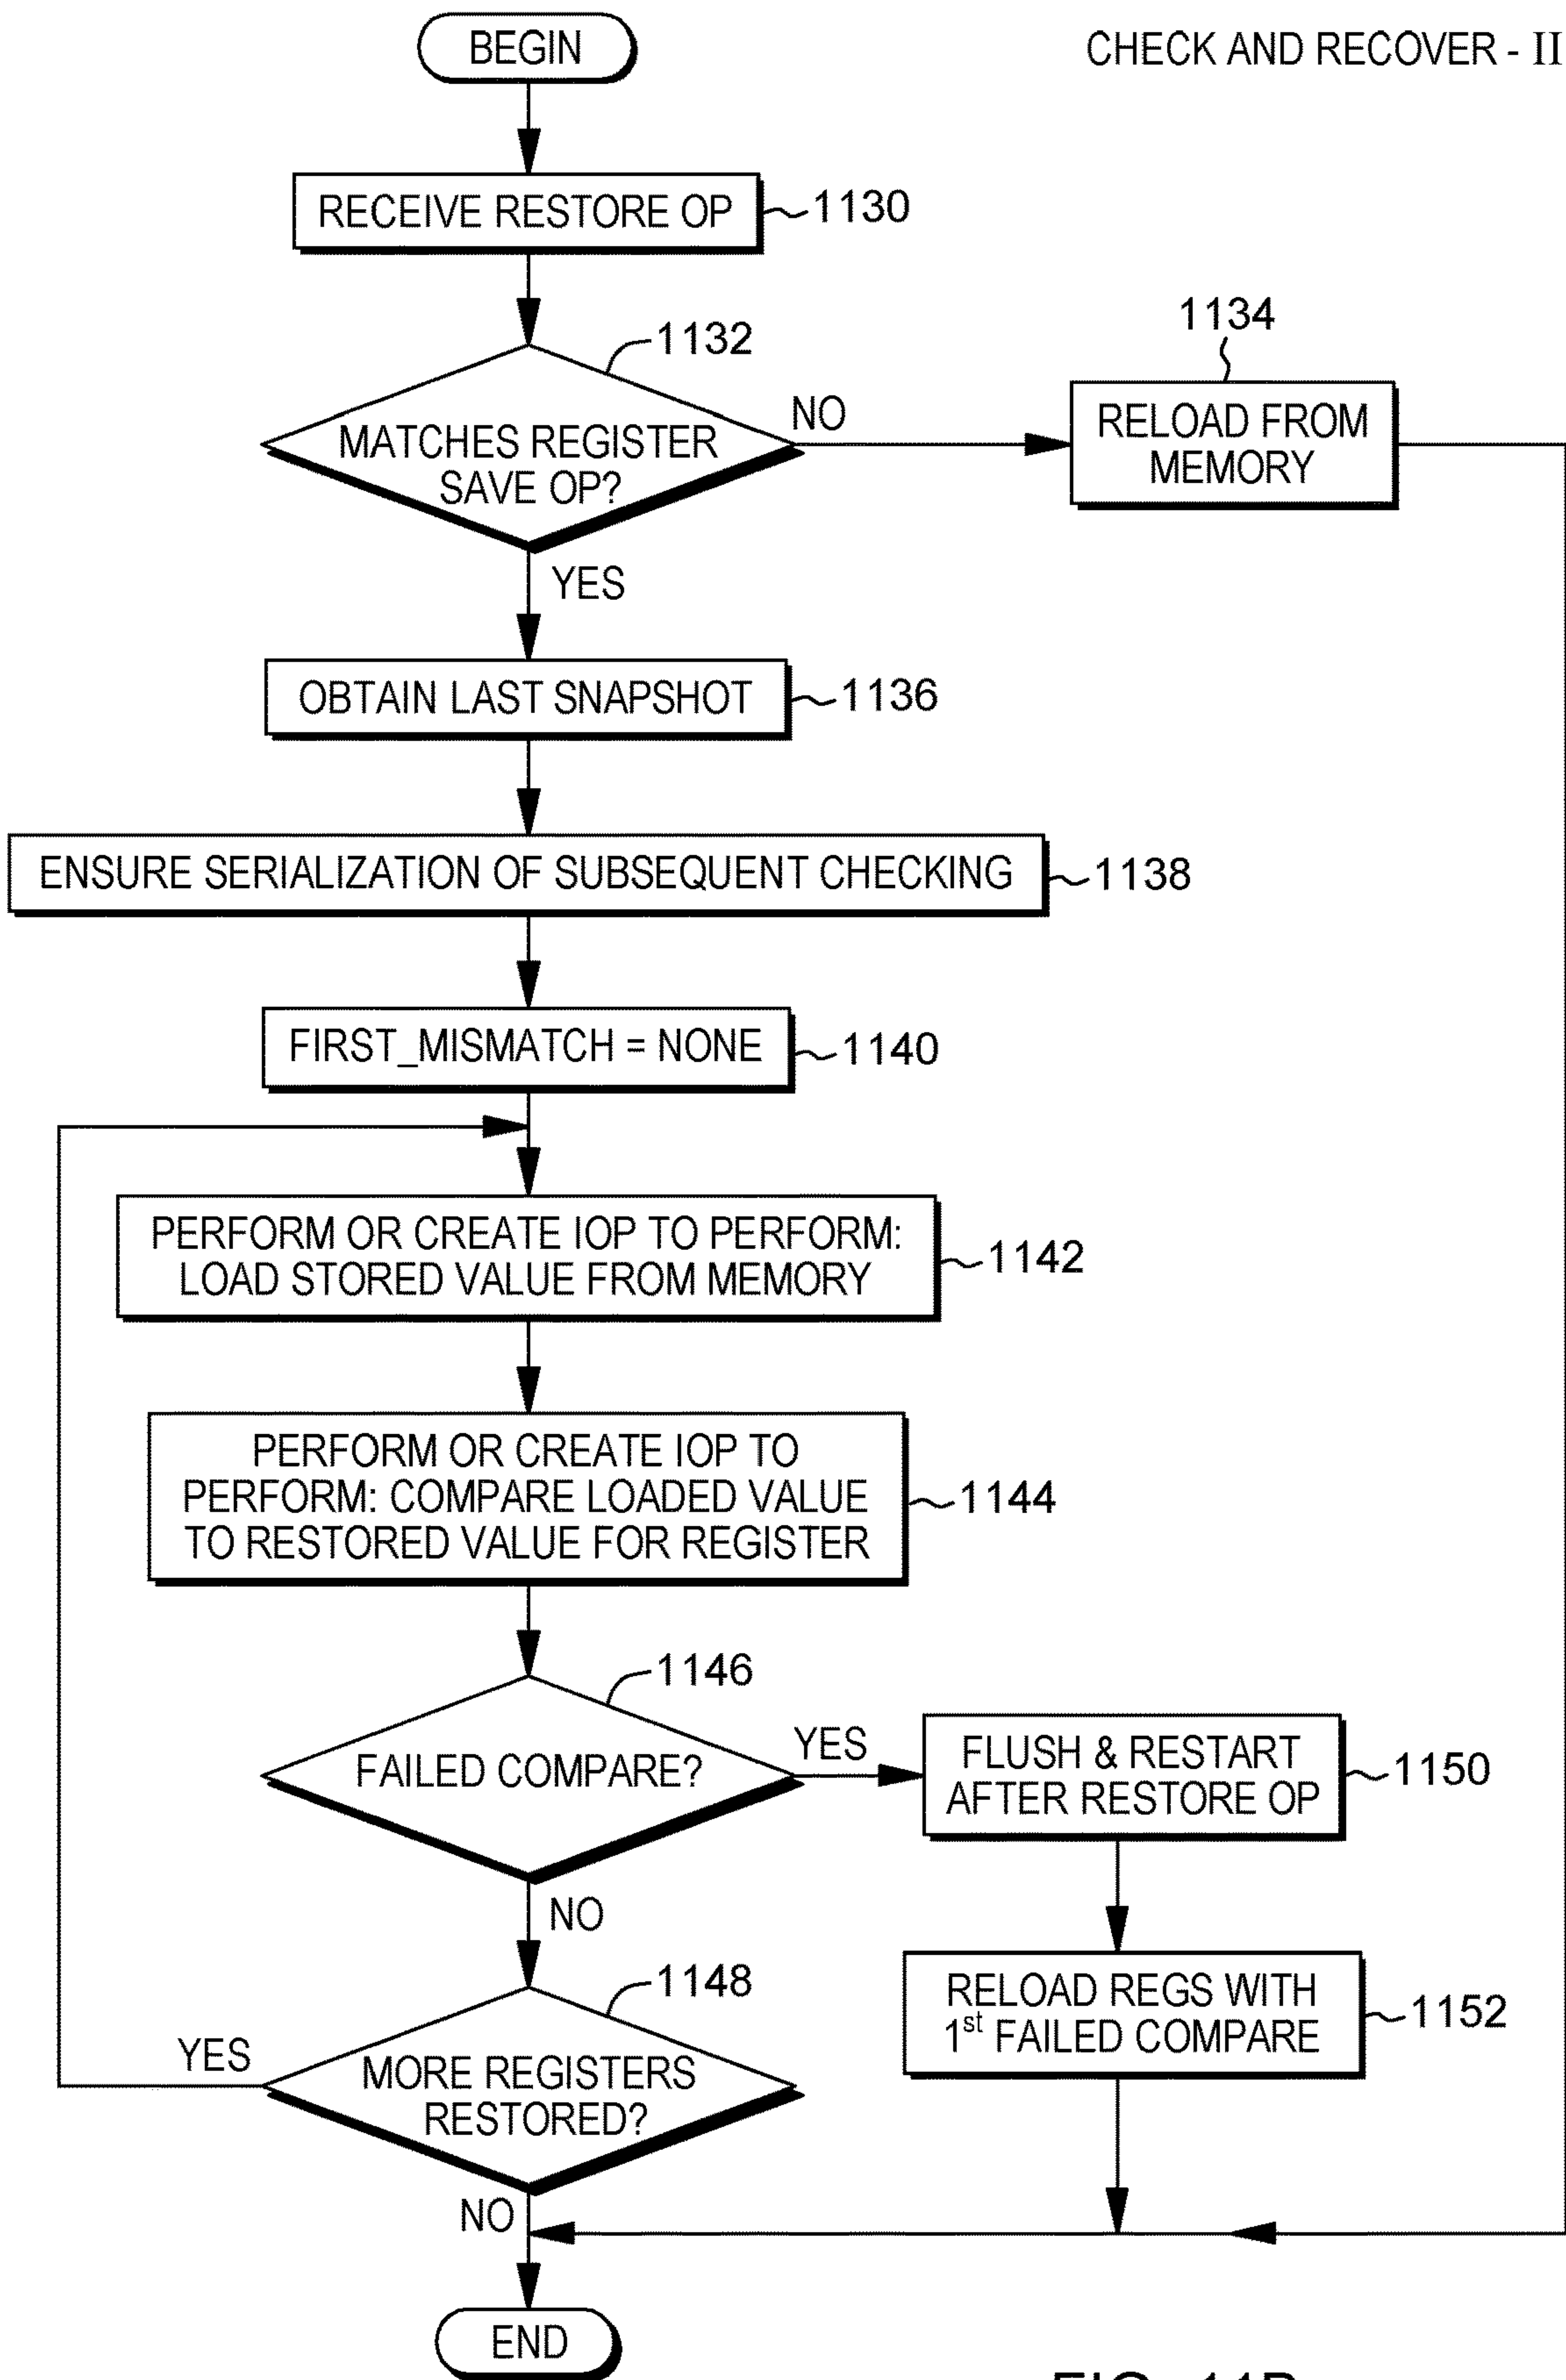 BEGIN
CHECK AND RECOVER - II
RECEIVE RESTORE OP
1130
1132
MATCHES REGISTER
SAVE OP?
NO
1134
RELOAD FROM
MEMORY
YES
OBTAIN LAST SNAPSHOT
1136
ENSURE SERIALIZATION OF SUBSEQUENT CHECKING
1138
FIRST_MISMATCH = NONE
1140
PERFORM OR CREATE IOP TO PERFORM:
LOAD STORED VALUE FROM MEMORY
1142
PERFORM OR CREATE IOP TO
PERFORM: COMPARE LOADED VALUE
TO RESTORED VALUE FOR REGISTER
1144
1146
FAILED COMPARE?
YES
FLUSH & RESTART
AFTER RESTORE OP
1150
NO
1148
RELOAD REGS WITH
1st FAILED COMPARE
1152
YES
MORE REGISTERS
RESTORED?
NO
END